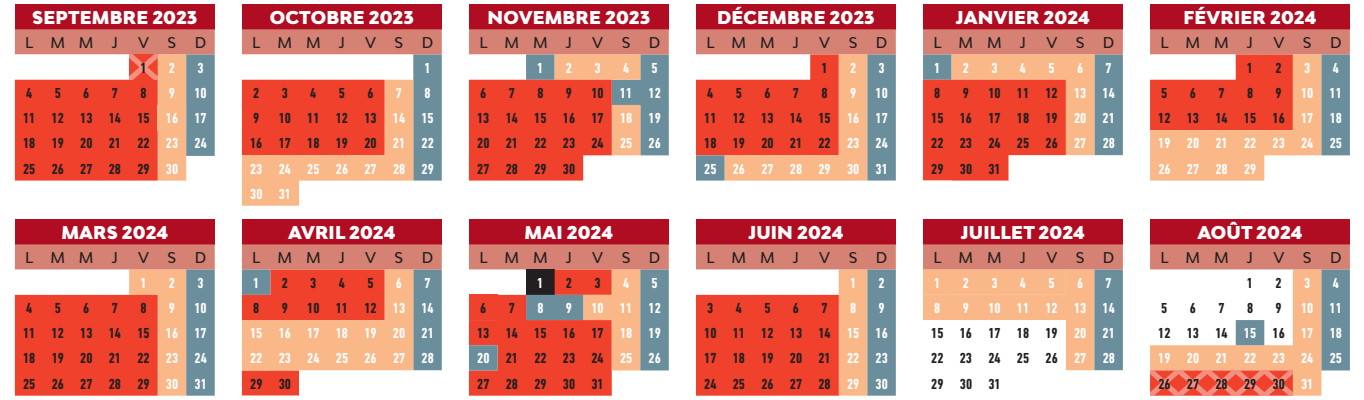 SEPTEMBRE 2023
L M M J V S D
1 2 3
4 5 6 7 8 9 10
11 12 13 14 15 16 17
18 19 20 21 22 23 24
25 26 27 28 29 30
OCTOBRE 2023
L M M J V S D
1
2 3 4 5 6 7 8
9 10 11 12 13 14 15
16 17 18 19 20 21 22
23 24 25 26 27 28 29
30 31
NOVEMBRE 2023
L M M J V S D
1 2 3 4 5
6 7 8 9 10 11 12
13 14 15 16 17 18 19
20 21 22 23 24 25 26
27 28 29 30
DÉCEMBRE 2023
L M M J V S D
1 2 3
4 5 6 7 8 9 10
11 12 13 14 15 16 17
18 19 20 21 22 23 24
25 26 27 28 29 30 31
JANVIER 2024
L M M J V S D
1 2 3 4 5 6 7
8 9 10 11 12 13 14
15 16 17 18 19 20 21
22 23 24 25 26 27 28
29 30 31
FÉVRIER 2024
L M M J V S D
1 2 3 4
5 6 7 8 9 10 11
12 13 14 15 16 17 18
19 20 21 22 23 24 25
26 27 28 29
MARS 2024
L M M J V S D
1 2 3
4 5 6 7 8 9 10
11 12 13 14 15 16 17
18 19 20 21 22 23 24
25 26 27 28 29 30 31
AVRIL 2024
L M M J V S D
1 2 3 4 5 6 7
8 9 10 11 12 13 14
15 16 17 18 19 20 21
22 23 24 25 26 27 28
29 30
MAI 2024
L M M J V S D
1 2 3 4 5
6 7 8 9 10 11 12
13 14 15 16 17 18 19
20 21 22 23 24 25 26
27 28 29 30 31
JUIN 2024
L M M J V S D
1 2
3 4 5 6 7 8 9
10 11 12 13 14 15 16
17 18 19 20 21 22 23
24 25 26 27 28 29 30
JUILLET 2024
L M M J V S D
1 2 3 4 5 6 7
8 9 10 11 12 13 14
15 16 17 18 19 20 21
22 23 24 25 26 27 28
29 30 31
AOÛT 2024
L M M J V S D
1 2 3 4
5 6 7 8 9 10 11
12 13 14 15 16 17 18
19 20 21 22 23 24 25
26 27 28 29 30 31